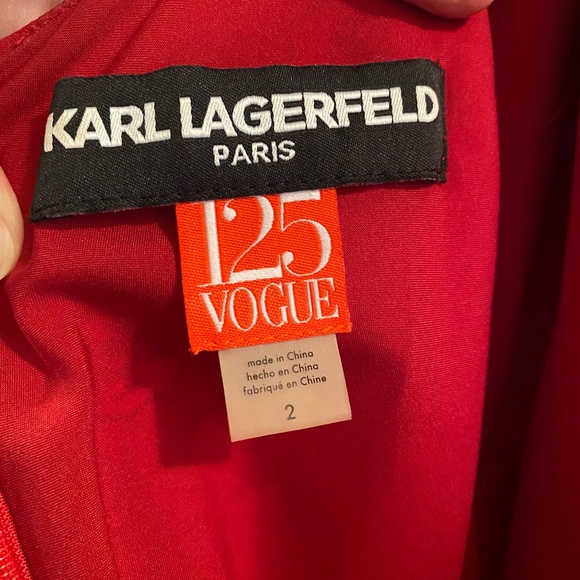 KARL LAGERFELD
PARIS
125
VOGUE
made in China
hecho en China
fabriqué en Chine
2